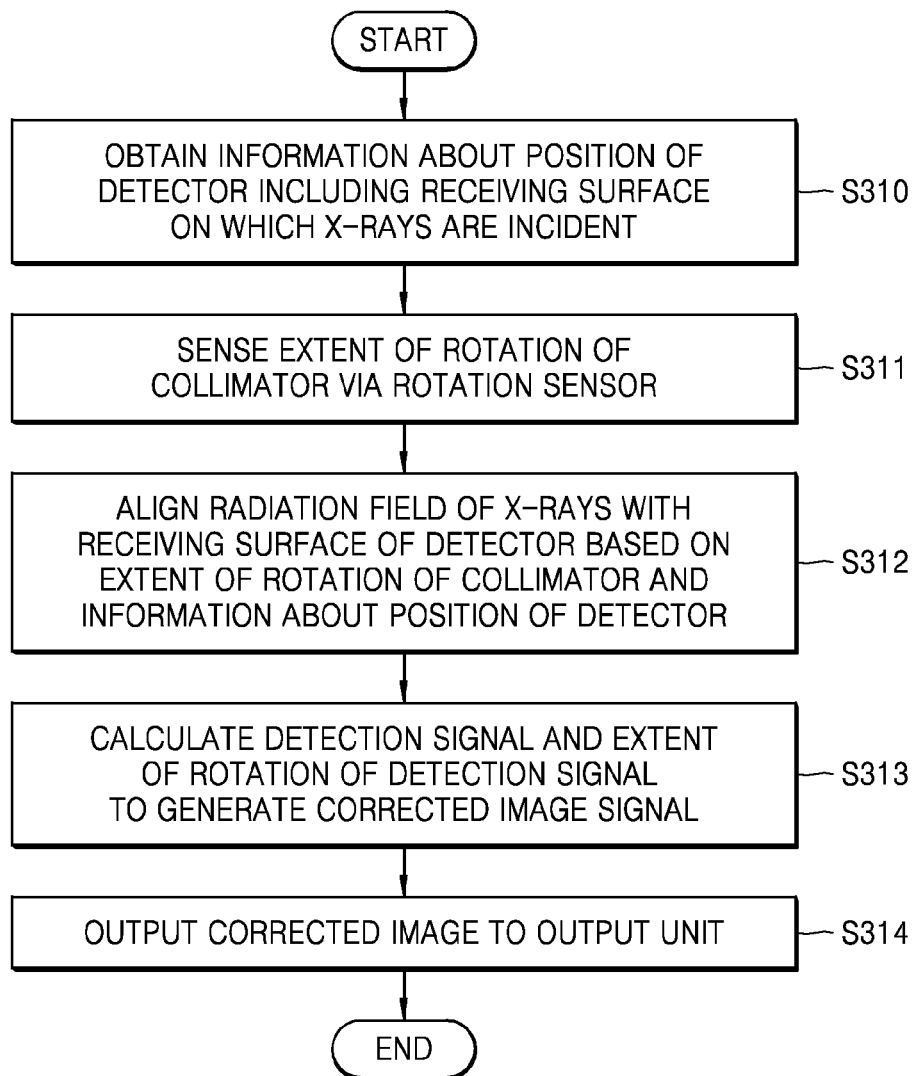 START
OBTAIN INFORMATION ABOUT POSITION OF
DETECTOR INCLUDING RECEIVING SURFACE
ON WHICH X-RAYS ARE INCIDENT
S310
SENSE EXTENT OF ROTATION OF
COLLIMATOR VIA ROTATION SENSOR
S311
ALIGN RADIATION FIELD OF X-RAYS WITH
RECEIVING SURFACE OF DETECTOR BASED ON
EXTENT OF ROTATION OF COLLIMATOR AND
INFORMATION ABOUT POSITION OF DETECTOR
S312
CALCULATE DETECTION SIGNAL AND EXTENT
OF ROTATION OF DETECTION SIGNAL
TO GENERATE CORRECTED IMAGE SIGNAL
S313
OUTPUT CORRECTED IMAGE TO OUTPUT UNIT
S314
END